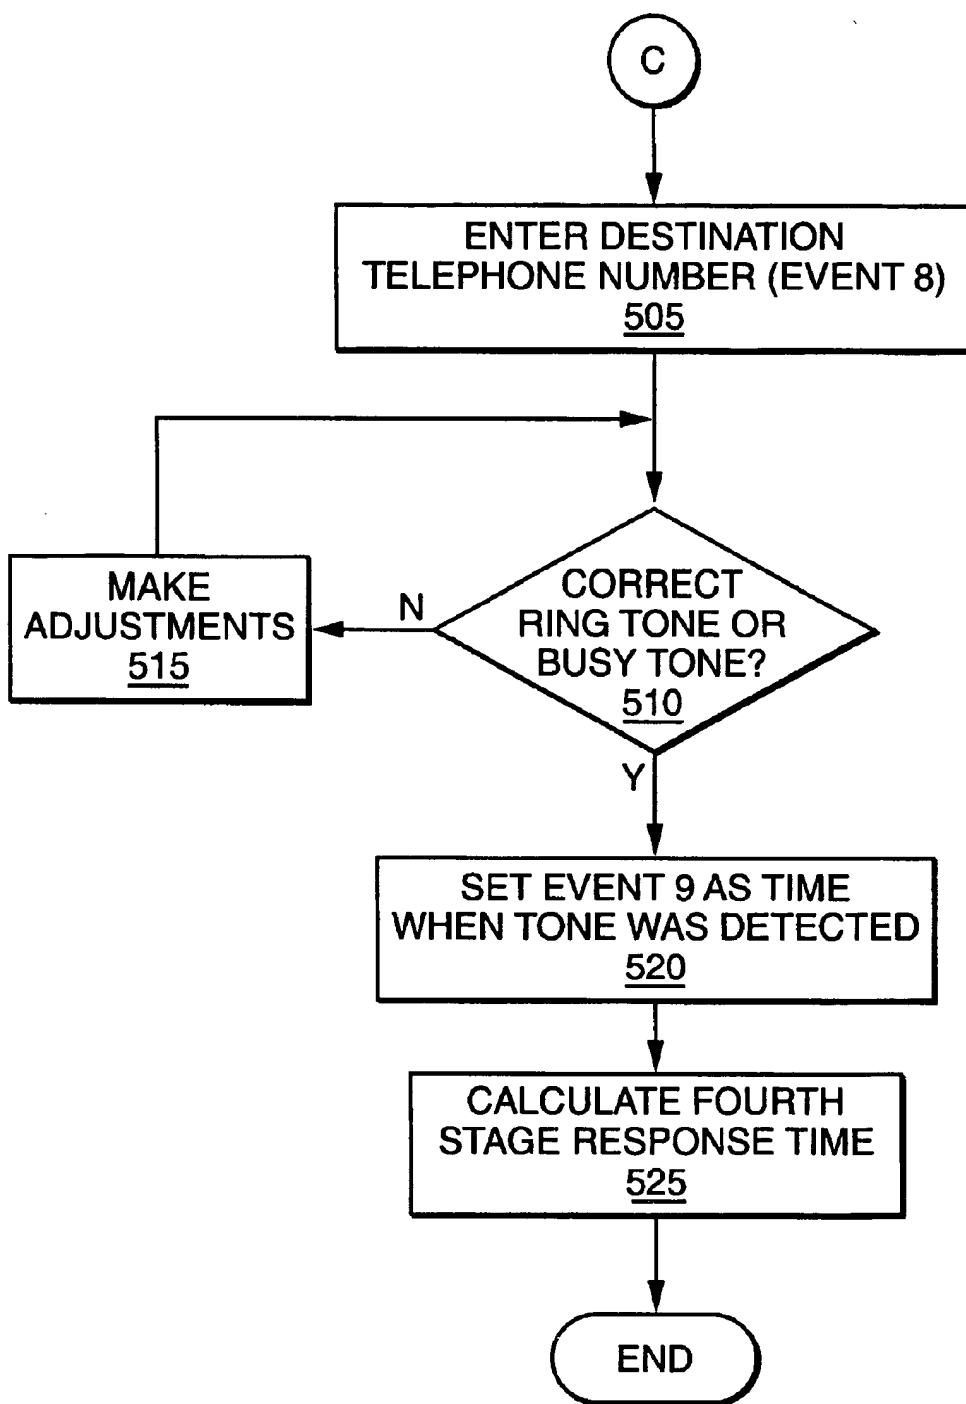 C
ENTER DESTINATION
TELEPHONE NUMBER (EVENT 8)
505
CORRECT
RING TONE OR
BUSY TONE?
510
N
MAKE
ADJUSTMENTS
515
Y
SET EVENT 9 AS TIME
WHEN TONE WAS DETECTED
520
CALCULATE FOURTH
STAGE RESPONSE TIME
525
END